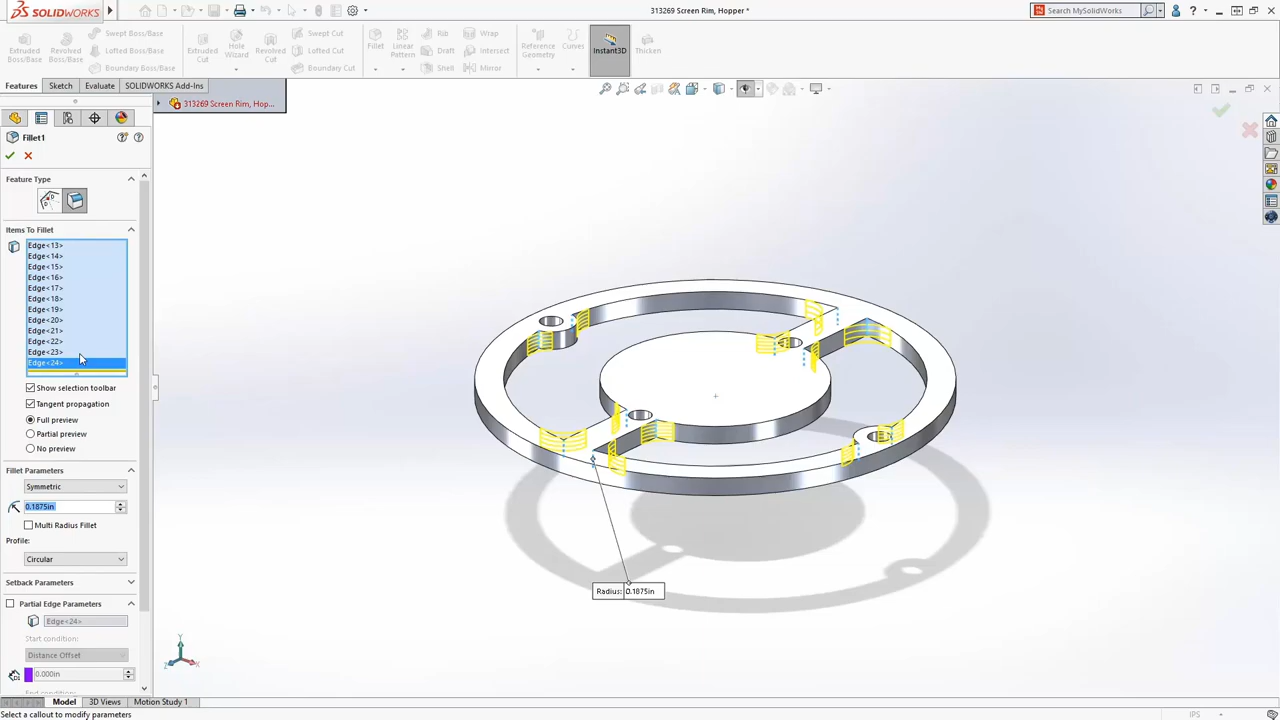 SOLIDWORKS
313269 Screen Rim, Hopper *
Search MySolidWorks
Extruded Boss/Base
Revolved Boss/Base
Swept Boss/Base
Lofted Boss/Base
Boundary Boss/Base
Extruded Cut
Hole Wizard
Revolved Cut
Swept Cut
Lofted Cut
Boundary Cut
Fillet
Linear Pattern
Rib
Draft
Shell
Wrap
Intersect
Mirror
Reference Geometry
Curves
Instant3D
Thicken
Features
Sketch
Evaluate
SOLIDWORKS Add-Ins
313269 Screen Rim, Hop...
Fillet1
Feature Type
Items To Fillet
Edge<13>
Edge<14>
Edge<15>
Edge<16>
Edge<17>
Edge<18>
Edge<19>
Edge<20>
Edge<21>
Edge<22>
Edge<23>
Edge<24>
Show selection toolbar
Tangent propagation
Full preview
Partial preview
No preview
Fillet Parameters
Symmetric
0.1875in
Multi Radius Fillet
Profile:
Circular
Setback Parameters
Partial Edge Parameters
Edge<24>
Start condition:
Distance Offset
0.000in
Radius: 0.1875in
Y
X
Z
Model
3D Views
Motion Study 1
Select a callout to modify parameters
IPS